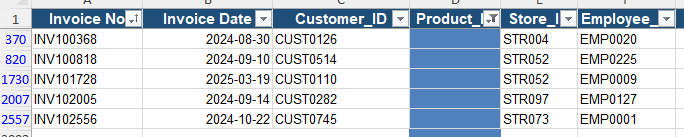 A B C D E F
1 Invoice No Invoice Date Customer_ID Product_I Store_I Employee_
370 INV100368 2024-08-30 CUST0126 STR004 EMP0020
820 INV100818 2024-09-10 CUST0514 STR052 EMP0225
1730 INV101728 2025-03-19 CUST0110 STR052 EMP0009
2007 INV102005 2024-09-14 CUST0282 STR097 EMP0127
2557 INV102556 2024-10-22 CUST0745 STR073 EMP0001